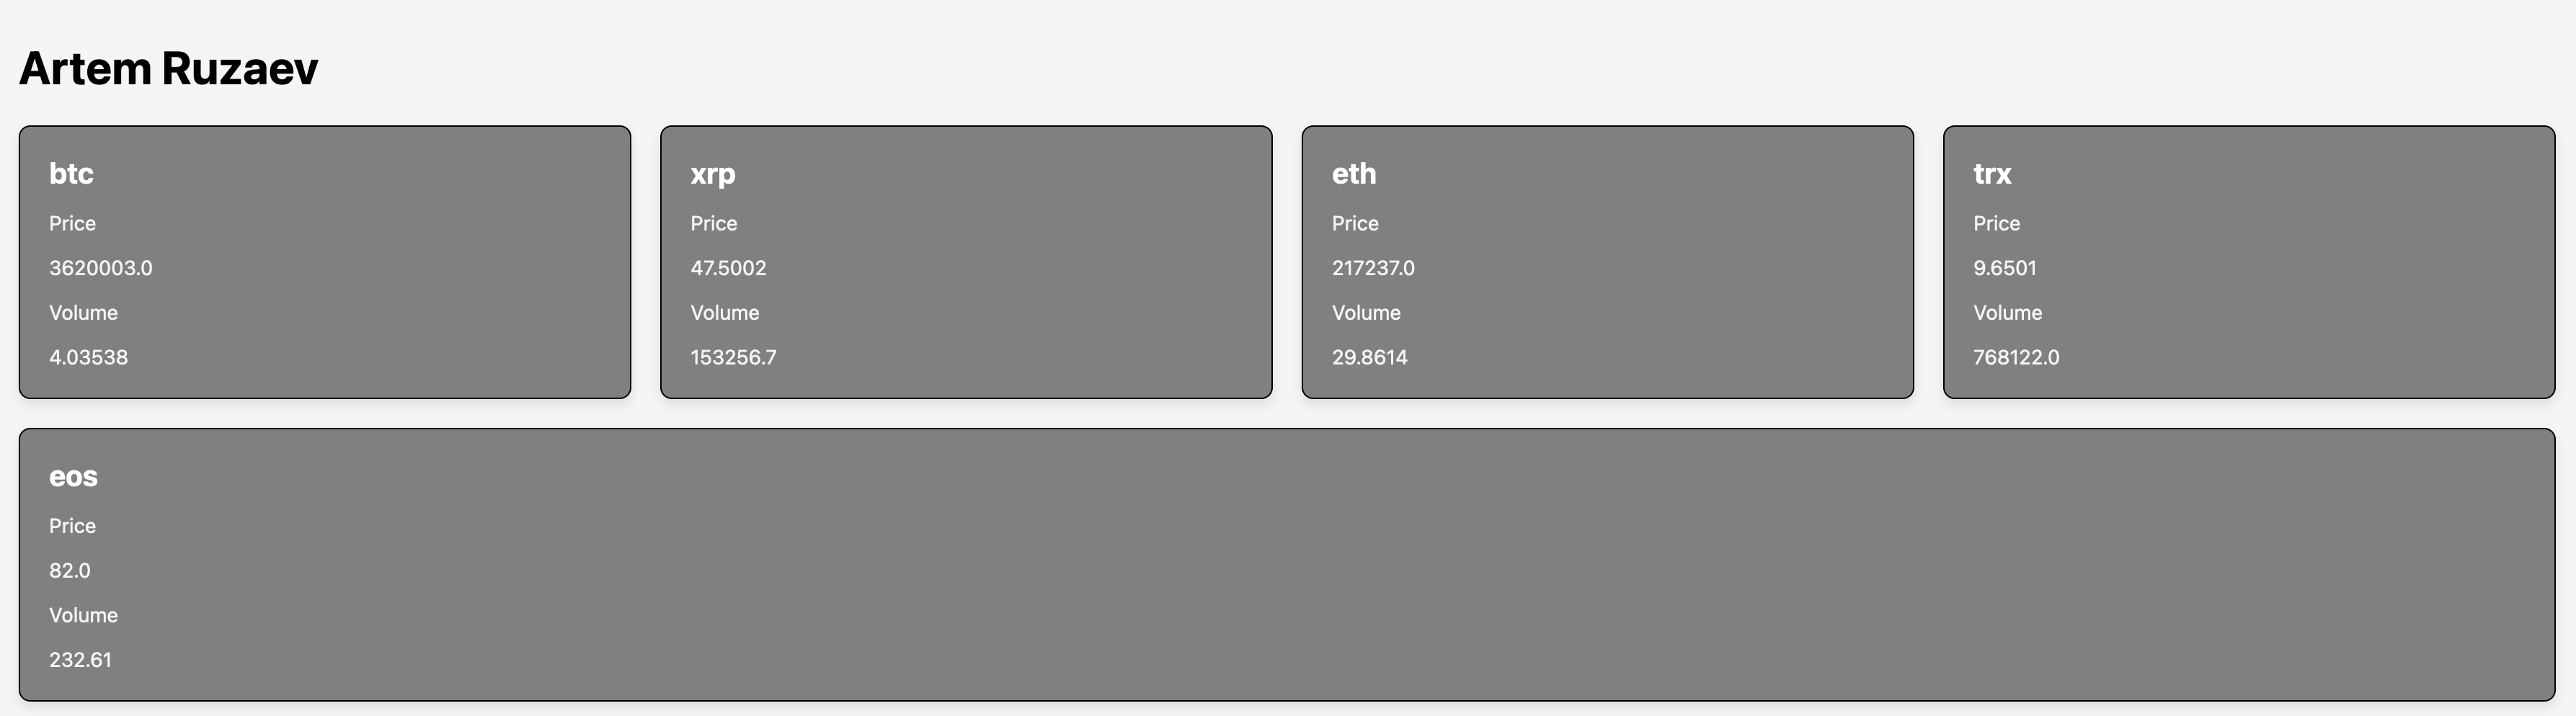 Artem Ruzaev
btc
Price
3620003.0
Volume
4.03538
xrp
Price
47.5002
Volume
153256.7
eth
Price
217237.0
Volume
29.8614
trx
Price
9.6501
Volume
768122.0
eos
Price
82.0
Volume
232.61